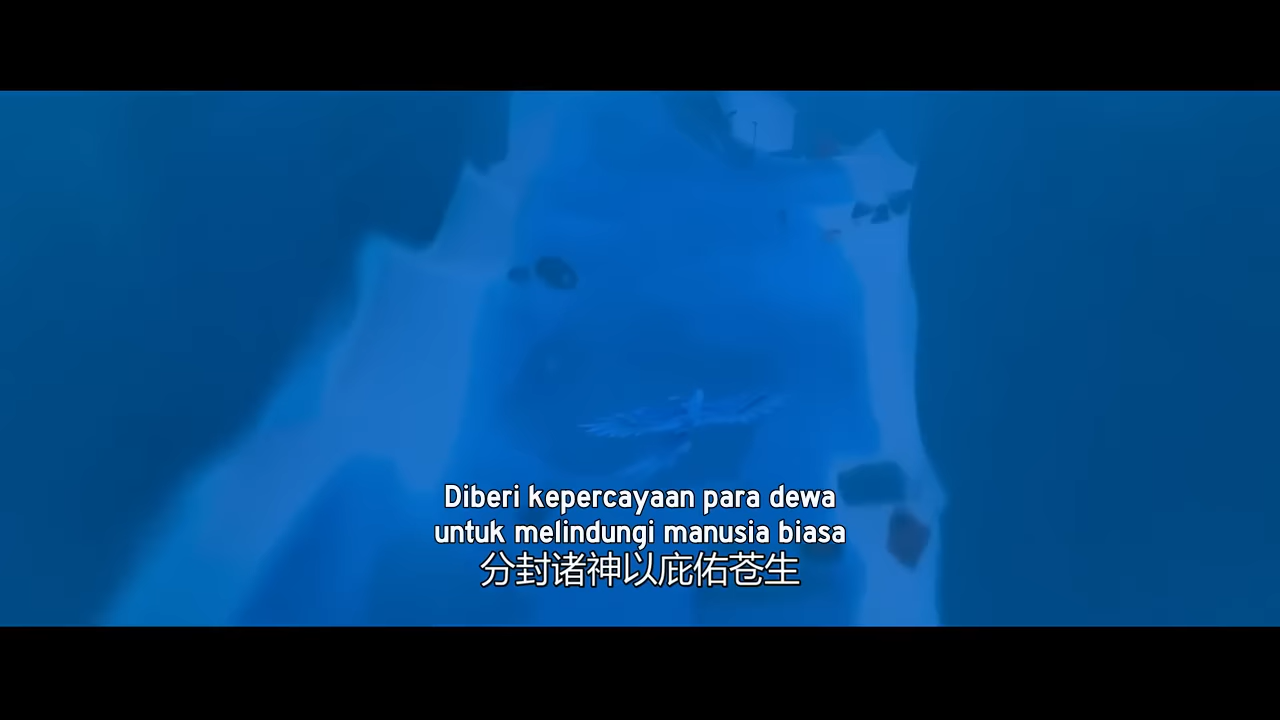 Diberi kepercayaan para dewa
untuk melindungi manusia biasa
分封诸神以庇佑苍生